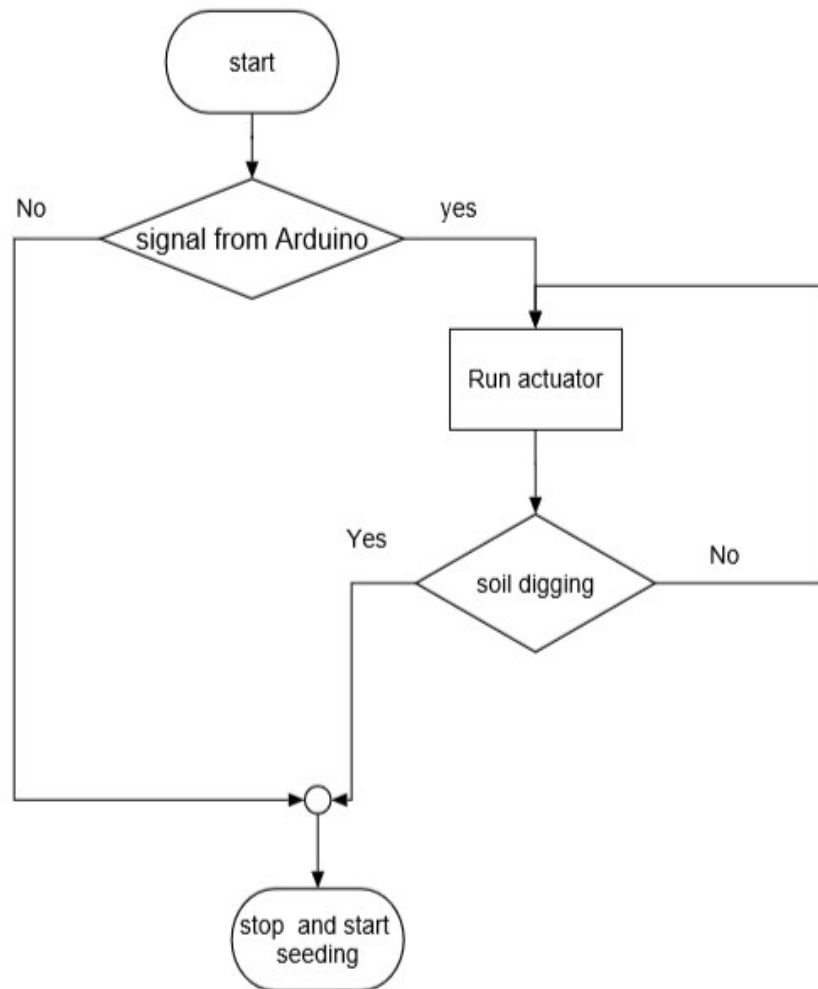 start
No
yes
signal from Arduino
Run actuator
Yes
No
soil digging
stop and start
seeding